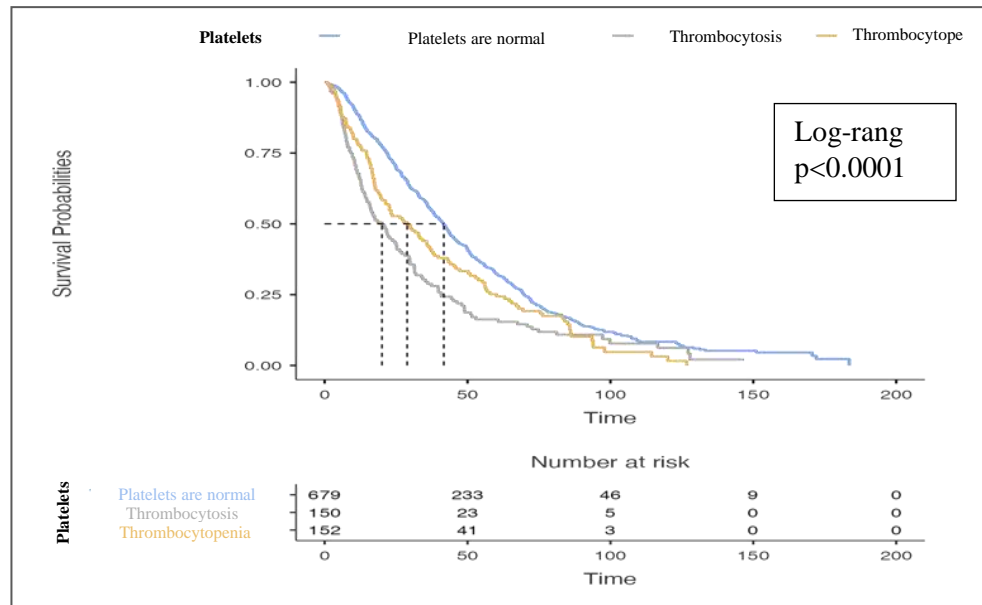 Platelets Platelets are normal Thrombocytosis Thrombocytope
1.00
0.75
0.50
0.25
0.00
Survival Probabilities
Log-rang
p<0.0001
0 50 100 150 200
Time
Number at risk
Platelets
Platelets are normal 679 233 46 9 0
Thrombocytosis 150 23 5 0 0
Thrombocytopenia 152 41 3 0 0
0 50 100 150 200
Time